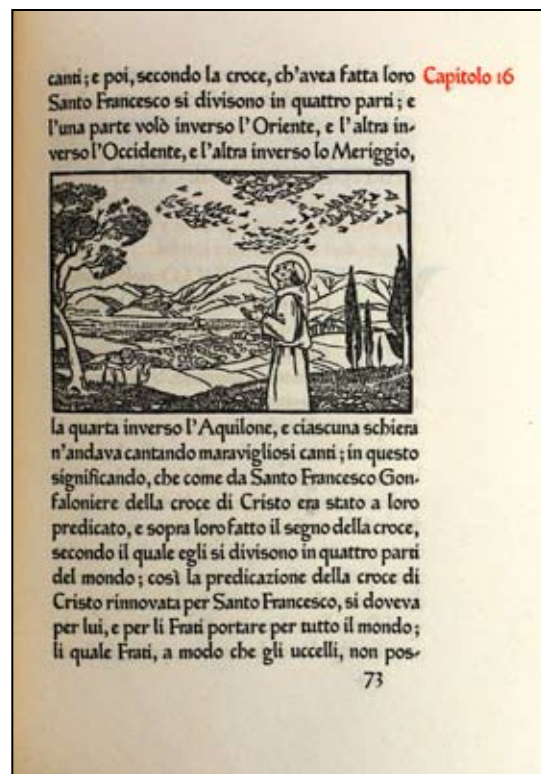 canti; e poi, secondo la croce, ch'avea fatta loro Capitolo 16
Santo Francesco si divisono in quattro parti; e
l'una parte volò inverso l'Oriente, e l'altra in-
verso l'Occidente, e l'altra inverso lo Meriggio,
la quarta inverso l'Aquilone, e ciascuna schiera
n'andava cantando maravigliosi canti; in questo
significando, che come da Santo Francesco Gon-
faloniere della croce di Cristo era stato a loro
predicato, e sopra loro fatto il segno della croce,
secondo il quale egli si divisono in quattro parti
del mondo; così la predicazione della croce di
Cristo rinnovata per Santo Francesco, si doveva
per lui, e per li Frati portare per tutto il mondo;
li quale Frati, a modo che gli uccelli, non pos-
73